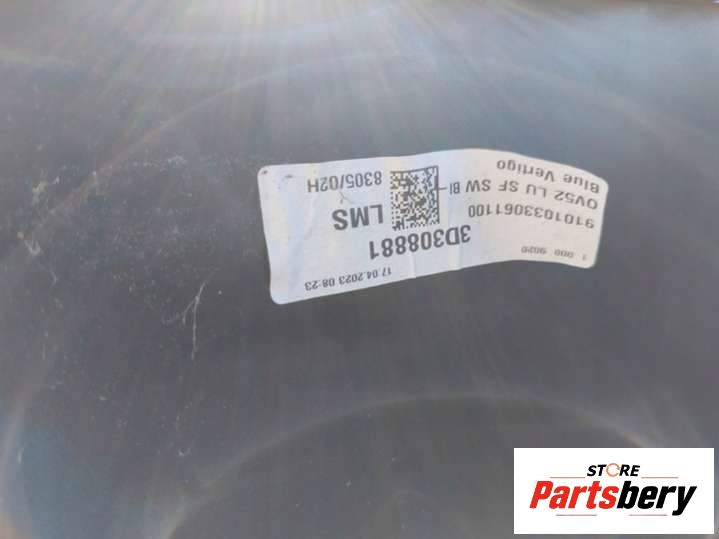 1 000 9020
17.04.2023 08:23
3D308881
9101033061100
LMS
OV52 LU SF SW BI
8305/02H
Blue Vertigo
STORE
Partsbery